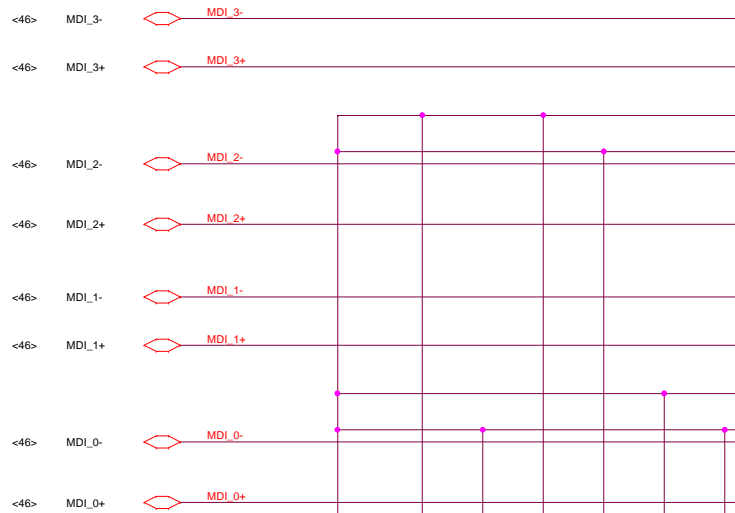 <46> MDI_3- MDI_3-
<46> MDI_3+ MDI_3+
<46> MDI_2- MDI_2-
<46> MDI_2+ MDI_2+
<46> MDI_1- MDI_1-
<46> MDI_1+ MDI_1+
<46> MDI_0- MDI_0-
<46> MDI_0+ MDI_0+